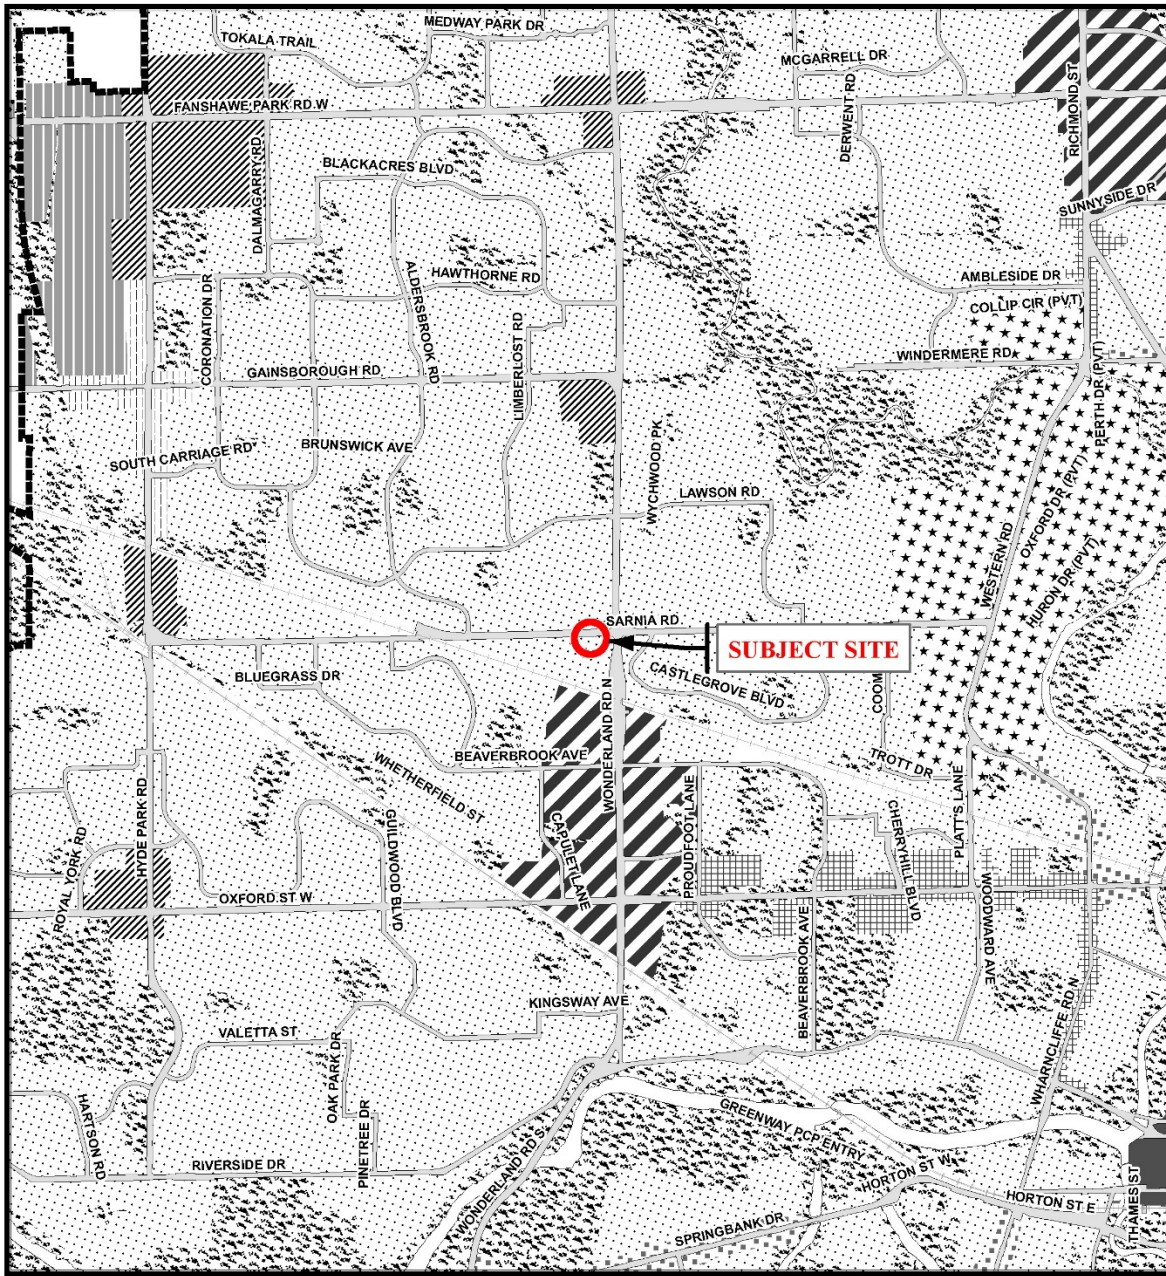 MEDWAY PARK DR
TOKALA TRAIL
MCGARRELL DR
FANSHAWE PARK RD W
RICHMOND ST
DERWENT RD
DALMAGARRY RD
BLACKACRES BLVD
SUNNYSIDE DR
HAWTHORNE RD
AMBLESIDE DR
COLLIP CIR (PVT)
CORONATION DR
ALDERSBROOK RD
LIMBERLOST RD
WINDERMERE RD
GAINSBOROUGH RD
PERTH DR (PVT)
BRUNSWICK AVE
SOUTH CARRIAGE RD
WYCHWOOD PK
LAWSON RD
OXFORD DR (PVT)
WESTERN RD
HURON DR (PVT)
SARNIA RD
SUBJECT SITE
BLUEGRASS DR
CASTLEGROVE BLVD
COOM
WONDERLAND RD N
BEAVERBROOK AVE
TROTT DR
WHETHERFIELD ST
HYDE PARK RD
PROUDFOOT LANE
PLATT'S LANE
CHERRYHILL BLVD
ROYAL YORK RD
GUILDWOOD BLVD
CAPULET LANE
OXFORD ST W
WOODWARD AVE
BEAVERBROOK AVE
KINGSWAY AVE
VALETTA ST
OAK PARK DR
WHARNCLIFFE RD N
HARTSON RD
PINETREE DR
GREENWAY PCP ENTRY
RIVERSIDE DR
WONDERLAND RD S
HORTON ST W
HORTON ST E
THAMES ST
SPRINGBANK DR